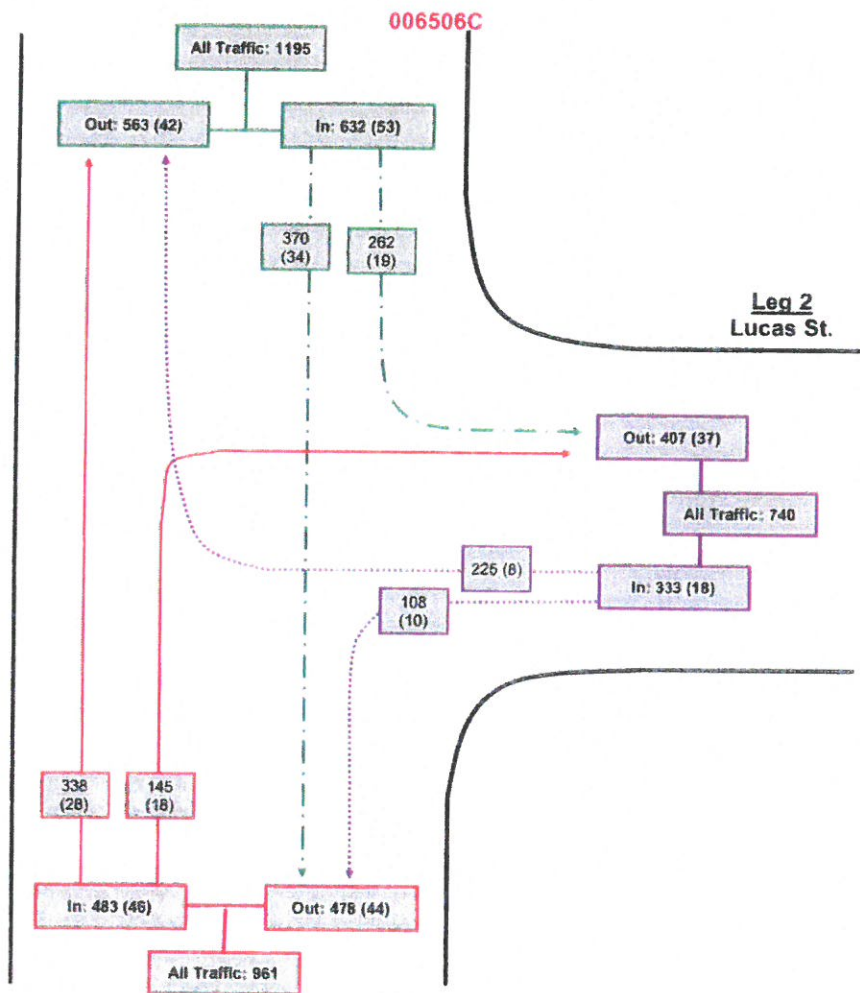 006506C
All Traffic: 1195
Out: 563 (42)
In: 632 (53)
370
(34)
262
(19)
Leg 2
Lucas St.
Out: 407 (37)
All Traffic: 740
225 (8)
In: 333 (18)
108
(10)
338
(28)
145
(18)
In: 483 (46)
Out: 478 (44)
All Traffic: 961